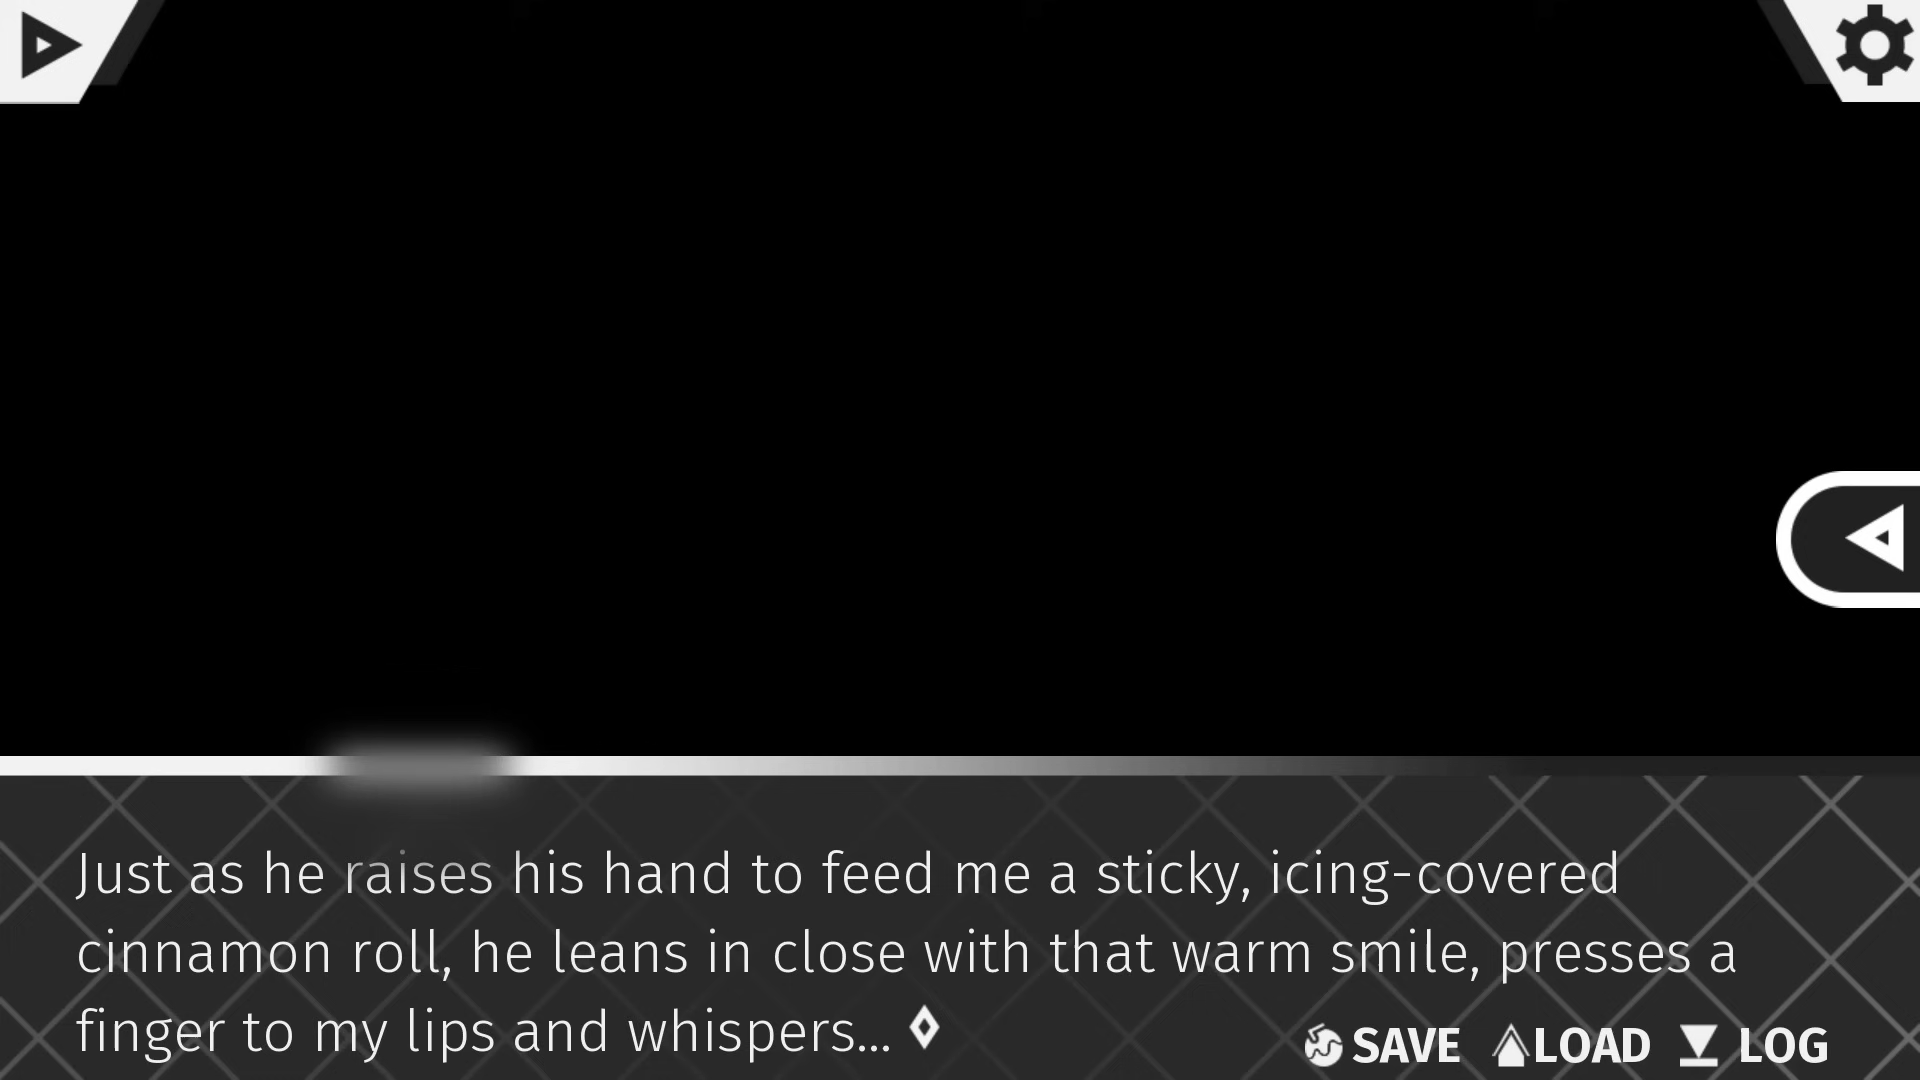 Just as he raises his hand to feed me a sticky, icing-covered
cinnamon roll, he leans in close with that warm smile, presses a
finger to my lips and whispers...
SAVE LOAD LOG